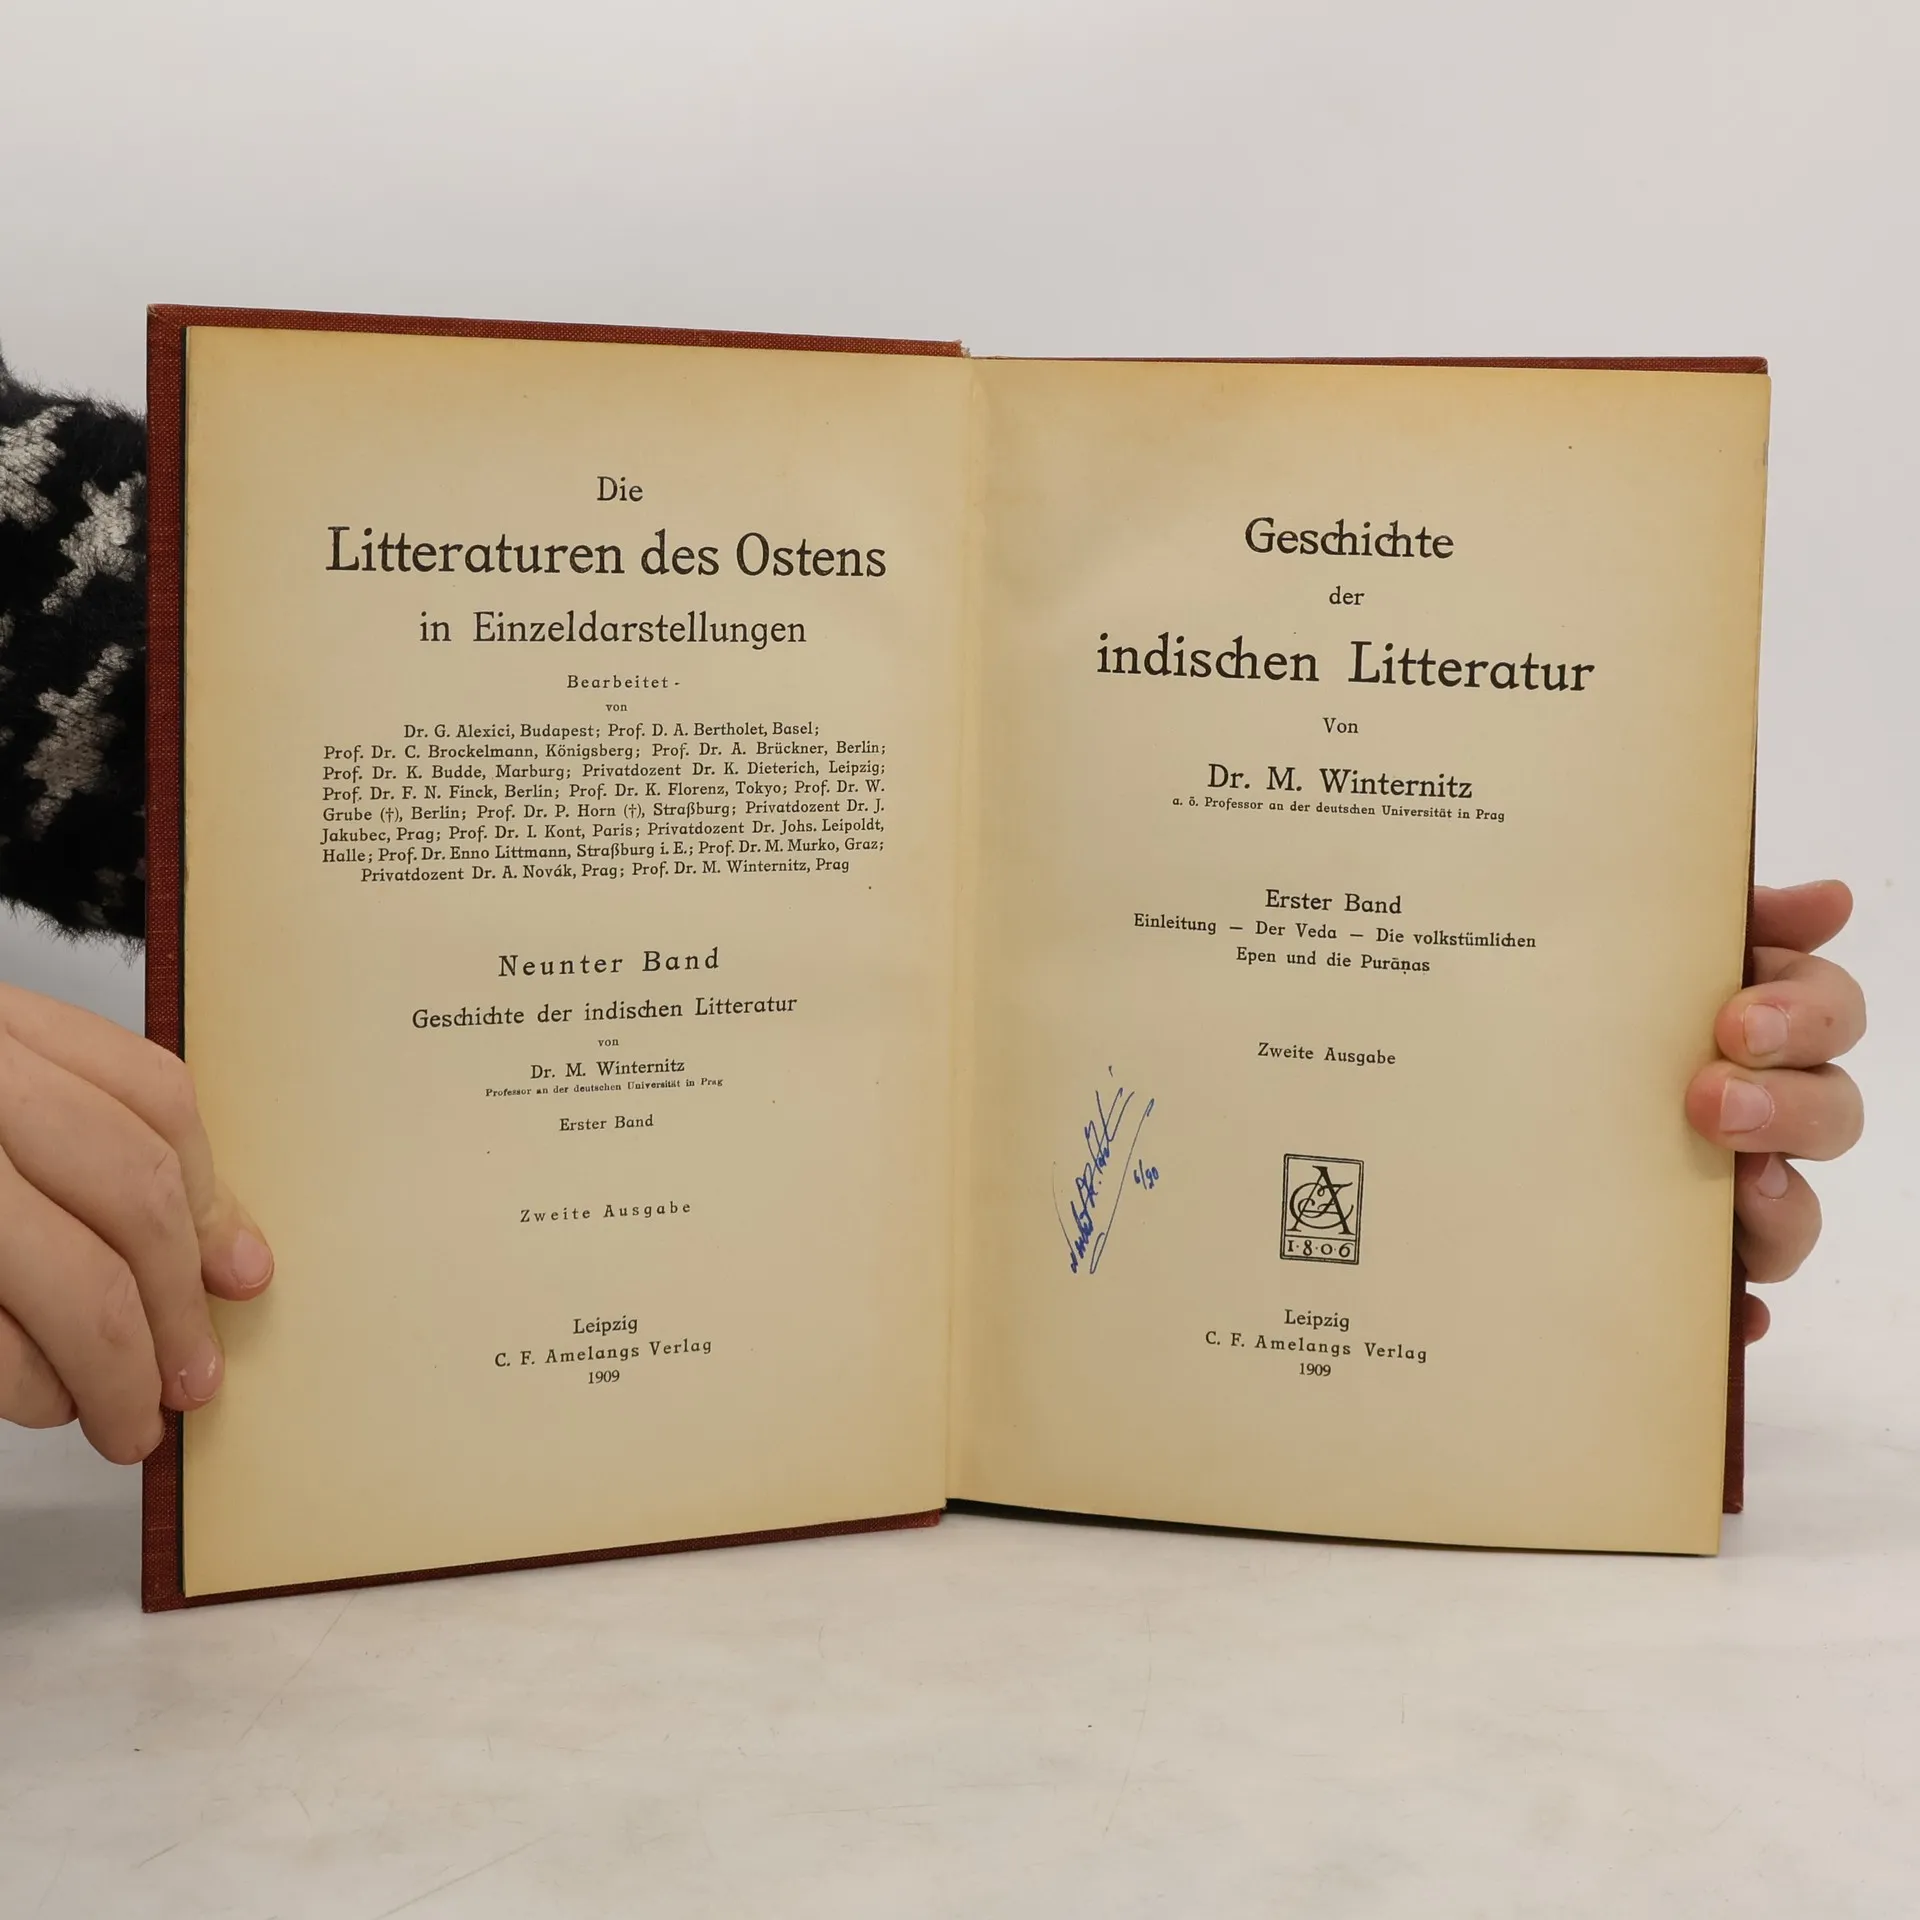 Die
Litteraturen des Ostens
in Einzeldarstellungen
Bearbeitet
von
Dr. G. Alexici, Budapest; Prof. D. A. Bertholet, Basel;
Prof. Dr. C. Brockelmann, Königsberg; Prof. Dr. A. Brückner, Berlin;
Prof. Dr. K. Budde, Marburg; Privatdozent Dr. K. Dieterich, Leipzig;
Prof. Dr. F. N. Finck, Berlin; Prof. Dr. K. Florenz, Tokyo; Prof. Dr. W.
Grube (†), Berlin; Prof. Dr. P. Horn (†), Straßburg; Privatdozent Dr. J.
Jakubec, Prag; Prof. Dr. I. Kont, Paris; Privatdozent Dr. Johs. Leipoldt,
Halle; Prof. Dr. Enno Littmann, Straßburg i. E.; Prof. Dr. M. Murko, Graz;
Privatdozent Dr. A. Novák, Prag; Prof. Dr. M. Winternitz, Prag
Neunter Band
Geschichte der indischen Litteratur
von
Dr. M. Winternitz
Professor an der deutschen Universität in Prag
Erster Band
Zweite Ausgabe
Leipzig
C. F. Amelangs Verlag
1909
Geschichte
der
indischen Litteratur
Von
Dr. M. Winternitz
a. ö. Professor an der deutschen Universität in Prag
Erster Band
Einleitung — Der Veda — Die volkstümlichen
Epen und die Purāṇas
Zweite Ausgabe
6/90
1·8·0·6
Leipzig
C. F. Amelangs Verlag
1909